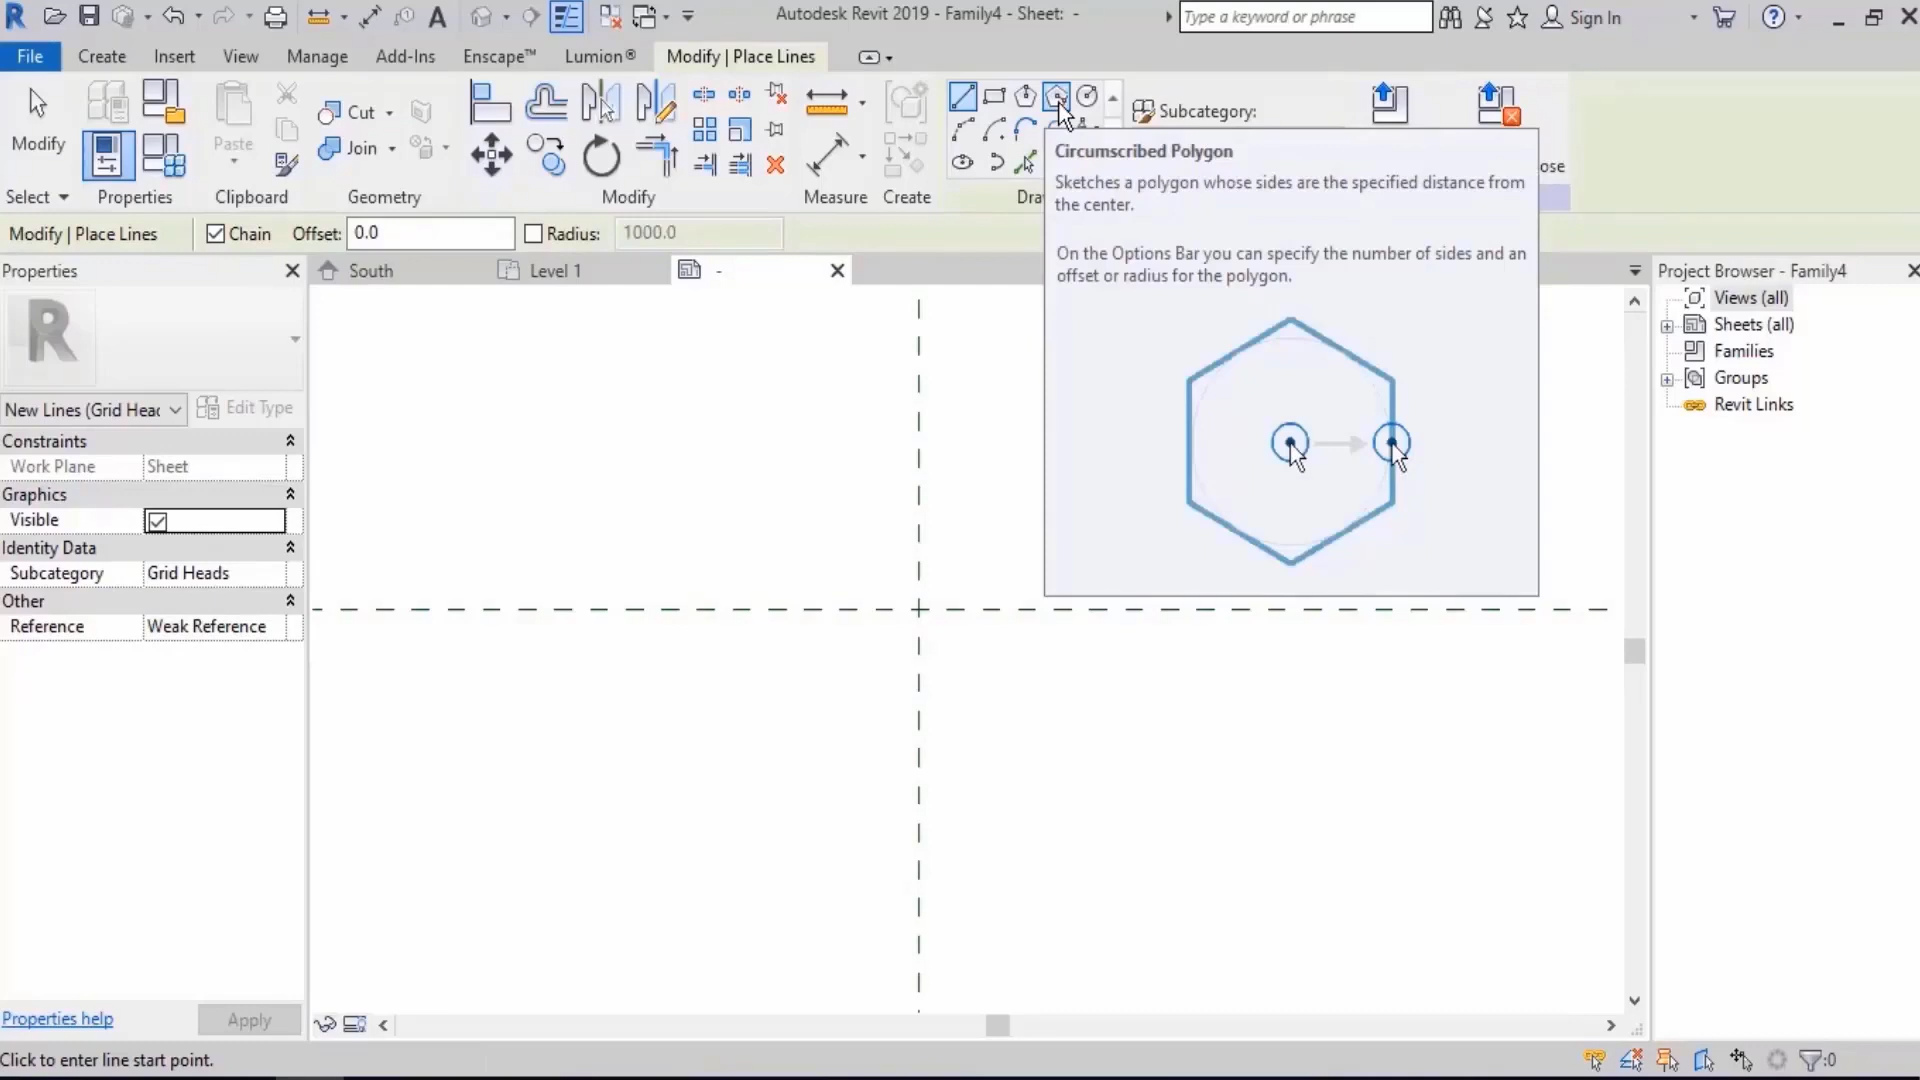 Autodesk Revit 2019 - Family4 - Sheet: -
Type a keyword or phrase
Sign In
File
Create
Insert
View
Manage
Add-Ins
Enscape™
Lumion®
Modify | Place Lines
Modify
Paste
Cut
Join
Subcategory:
Select
Properties
Clipboard
Geometry
Modify
Measure
Create
Dra
ose
Circumscribed Polygon
Sketches a polygon whose sides are the specified distance from
the center.
On the Options Bar you can specify the number of sides and an
offset or radius for the polygon.
Modify | Place Lines
Chain
Offset:
0.0
Radius:
1000.0
Properties
South
Level 1
-
Project Browser - Family4
Views (all)
Sheets (all)
Families
Groups
Revit Links
R
New Lines (Grid Head
Edit Type
Constraints
Work Plane
Sheet
Graphics
Visible
Identity Data
Subcategory
Grid Heads
Other
Reference
Weak Reference
Properties help
Apply
Click to enter line start point.
:0